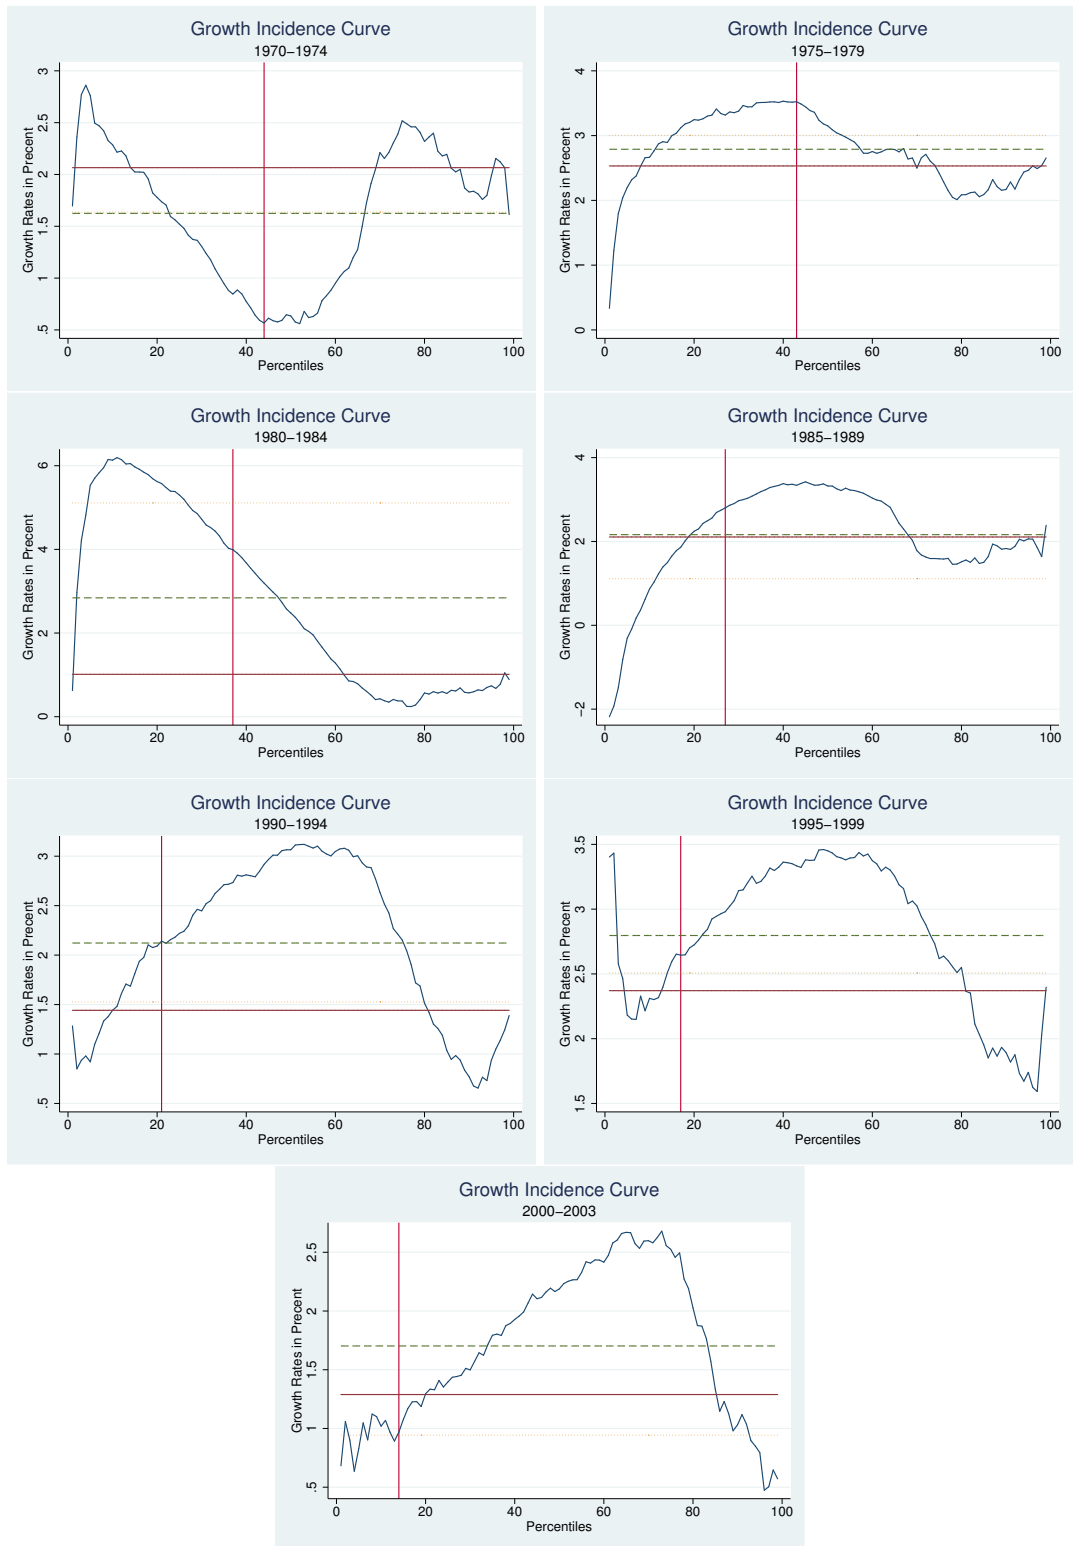 Growth Incidence Curve
1970−1974
Growth Rates in Precent
3
2.5
2
1.5
1
.5
0 20 40 60 80 100
Percentiles
Growth Incidence Curve
1975−1979
Growth Rates in Precent
4
3
2
1
0
0 20 40 60 80 100
Percentiles
Growth Incidence Curve
1980−1984
Growth Rates in Precent
6
4
2
0
0 20 40 60 80 100
Percentiles
Growth Incidence Curve
1985−1989
Growth Rates in Precent
4
2
0
−2
0 20 40 60 80 100
Percentiles
Growth Incidence Curve
1990−1994
Growth Rates in Precent
3
2.5
2
1.5
1
.5
0 20 40 60 80 100
Percentiles
Growth Incidence Curve
1995−1999
Growth Rates in Precent
3.5
3
2.5
2
1.5
0 20 40 60 80 100
Percentiles
Growth Incidence Curve
2000−2003
Growth Rates in Precent
2.5
2
1.5
1
.5
0 20 40 60 80 100
Percentiles